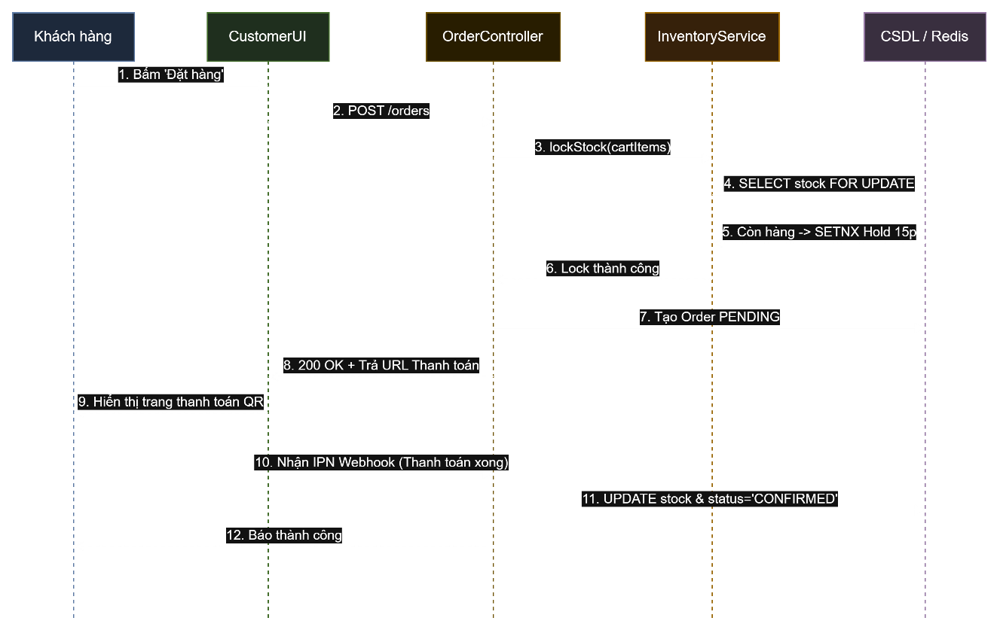 Khách hàng
CustomerUI
OrderController
InventoryService
CSDL / Redis
1. Bấm 'Đặt hàng'
2. POST /orders
3. lockStock(cartItems)
4. SELECT stock FOR UPDATE
5. Còn hàng -> SETNX Hold 15p
6. Lock thành công
7. Tạo Order PENDING
8. 200 OK + Trả URL Thanh toán
9. Hiển thị trang thanh toán QR
10. Nhận IPN Webhook (Thanh toán xong)
11. UPDATE stock & status='CONFIRMED'
12. Báo thành công